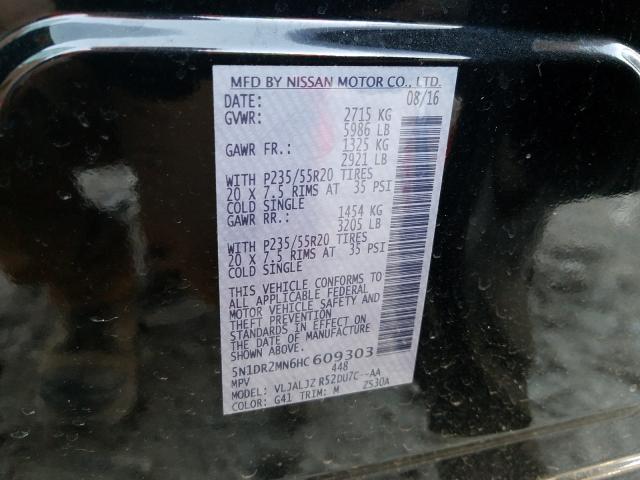 MFD BY NISSAN MOTOR CO., LTD.
DATE: 08/16
GVWR: 2715 KG
5986 LB
GAWR FR.: 1325 KG
2921 LB
WITH P235/55R20 TIRES
20 X 7.5 RIMS AT 35 PSI
COLD SINGLE
GAWR RR.: 1454 KG
3205 LB
WITH P235/55R20 TIRES
20 X 7.5 RIMS AT 35 PSI
COLD SINGLE
THIS VEHICLE CONFORMS TO
ALL APPLICABLE FEDERAL
MOTOR VEHICLE SAFETY AND
THEFT PREVENTION
STANDARDS IN EFFECT ON
THE DATE OF MANUFACTURE
SHOWN ABOVE.
5N1DR2MN6HC609303
MPV 448
MODEL: VLJALJZ R52DU7C--AA
COLOR: G41 TRIM: M Z530A